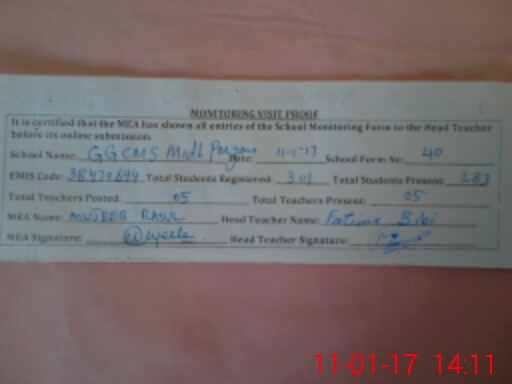 MONITORING VISIT PROOF
It is certified that the MEA has shown all entries of the School Monitoring Form to the Head Teacher
before its online submission.
School Name: GGCMS Midh Pargana Date: 11-1-17 School Form No: 40
EMIS Code: Total Students Registered: 301 Total Students Present: 283
Total Teachers Posted: 05 Total Teachers Present: 05
MEA Name: MUJEEB Head Teacher Name: Fatima Bibi
MEA Signature: Head Teacher Signature:
11-01-17 14:11